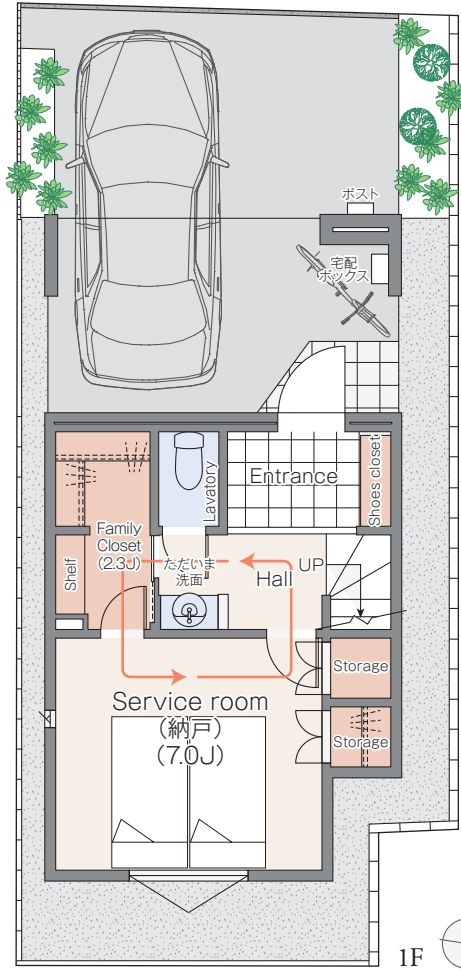 ポスト
宅配
ボックス
Entrance
Shoes closet
Lavatory
Family
Closet
(2.3J)
Shelf
ただいま
洗面
Hall
UP
Storage
Service room
(納戸)
(7.0J)
Storage
1F